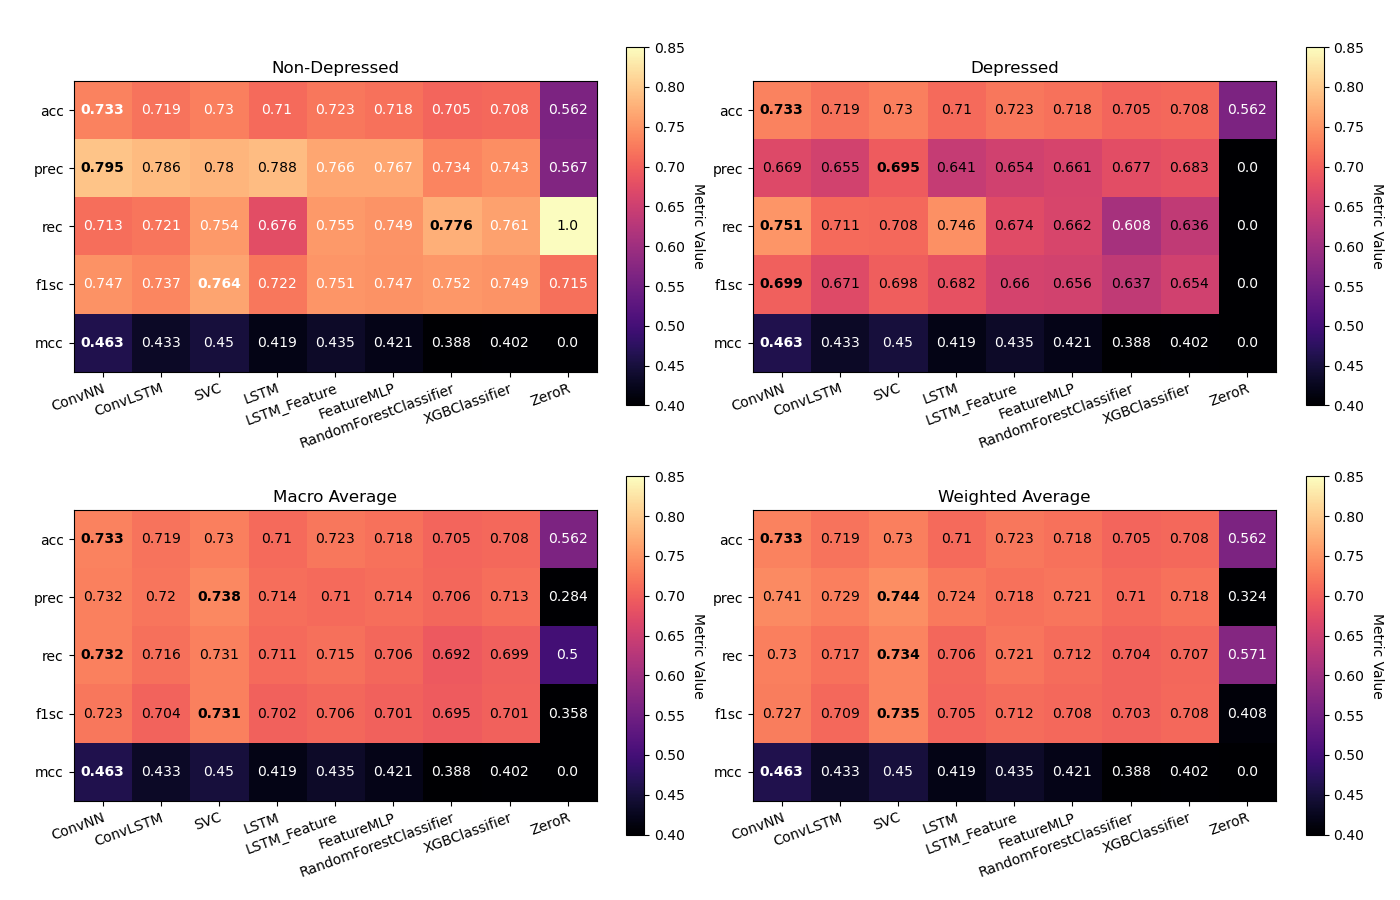 Non-Depressed
acc 0.733 0.719 0.73 0.71 0.723 0.718 0.705 0.708 0.562
prec 0.795 0.786 0.78 0.788 0.766 0.767 0.734 0.743 0.567
rec 0.713 0.721 0.754 0.676 0.755 0.749 0.776 0.761 1.0
f1sc 0.747 0.737 0.764 0.722 0.751 0.747 0.752 0.749 0.715
mcc 0.463 0.433 0.45 0.419 0.435 0.421 0.388 0.402 0.0
ConvNN ConvLSTM SVC LSTM LSTM_Feature FeatureMLP RandomForestClassifier XGBClassifier ZeroR
0.85
0.80
0.75
0.70
0.65
0.60
0.55
0.50
0.45
0.40
Metric Value
Depressed
acc 0.733 0.719 0.73 0.71 0.723 0.718 0.705 0.708 0.562
prec 0.669 0.655 0.695 0.641 0.654 0.661 0.677 0.683 0.0
rec 0.751 0.711 0.708 0.746 0.674 0.662 0.608 0.636 0.0
f1sc 0.699 0.671 0.698 0.682 0.66 0.656 0.637 0.654 0.0
mcc 0.463 0.433 0.45 0.419 0.435 0.421 0.388 0.402 0.0
ConvNN ConvLSTM SVC LSTM LSTM_Feature FeatureMLP RandomForestClassifier XGBClassifier ZeroR
0.85
0.80
0.75
0.70
0.65
0.60
0.55
0.50
0.45
0.40
Metric Value
Macro Average
acc 0.733 0.719 0.73 0.71 0.723 0.718 0.705 0.708 0.562
prec 0.732 0.72 0.738 0.714 0.71 0.714 0.706 0.713 0.284
rec 0.732 0.716 0.731 0.711 0.715 0.706 0.692 0.699 0.5
f1sc 0.723 0.704 0.731 0.702 0.706 0.701 0.695 0.701 0.358
mcc 0.463 0.433 0.45 0.419 0.435 0.421 0.388 0.402 0.0
ConvNN ConvLSTM SVC LSTM LSTM_Feature FeatureMLP RandomForestClassifier XGBClassifier ZeroR
0.85
0.80
0.75
0.70
0.65
0.60
0.55
0.50
0.45
0.40
Metric Value
Weighted Average
acc 0.733 0.719 0.73 0.71 0.723 0.718 0.705 0.708 0.562
prec 0.741 0.729 0.744 0.724 0.718 0.721 0.71 0.718 0.324
rec 0.73 0.717 0.734 0.706 0.721 0.712 0.704 0.707 0.571
f1sc 0.727 0.709 0.735 0.705 0.712 0.708 0.703 0.708 0.408
mcc 0.463 0.433 0.45 0.419 0.435 0.421 0.388 0.402 0.0
ConvNN ConvLSTM SVC LSTM LSTM_Feature FeatureMLP RandomForestClassifier XGBClassifier ZeroR
0.85
0.80
0.75
0.70
0.65
0.60
0.55
0.50
0.45
0.40
Metric Value